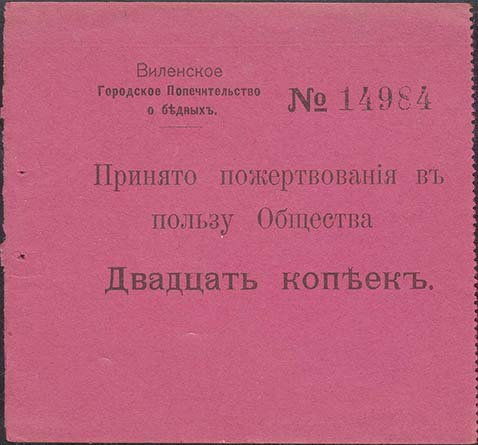 Виленское
Городское Попечительство
о бѣдныхъ.
№ 14984
Принято пожертвованія въ
пользу Общества
Двадцать копѣекъ.